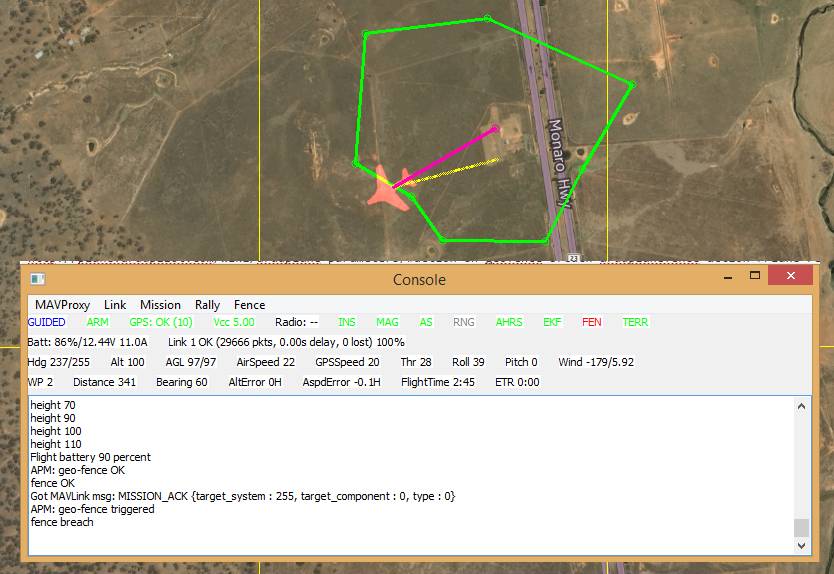 Monaro Hwy
23
Console
MAVProxy Link Mission Rally Fence
GUIDED ARM GPS: OK (10) Vcc 5.00 Radio: -- INS MAG AS RNG AHRS EKF FEN TERR
Batt: 86%/12.44V 11.0A Link 1 OK (29666 pkts, 0.00s delay, 0 lost) 100%
Hdg 237/255 Alt 100 AGL 97/97 AirSpeed 22 GPSSpeed 20 Thr 28 Roll 39 Pitch 0 Wind -179/5.92
WP 2 Distance 341 Bearing 60 AltError 0H AspdError -0.1H FlightTime 2:45 ETR 0:00
height 70
height 90
height 100
height 110
Flight battery 90 percent
APM: geo-fence OK
fence OK
Got MAVLink msg: MISSION_ACK {target_system : 255, target_component : 0, type : 0}
APM: geo-fence triggered
fence breach